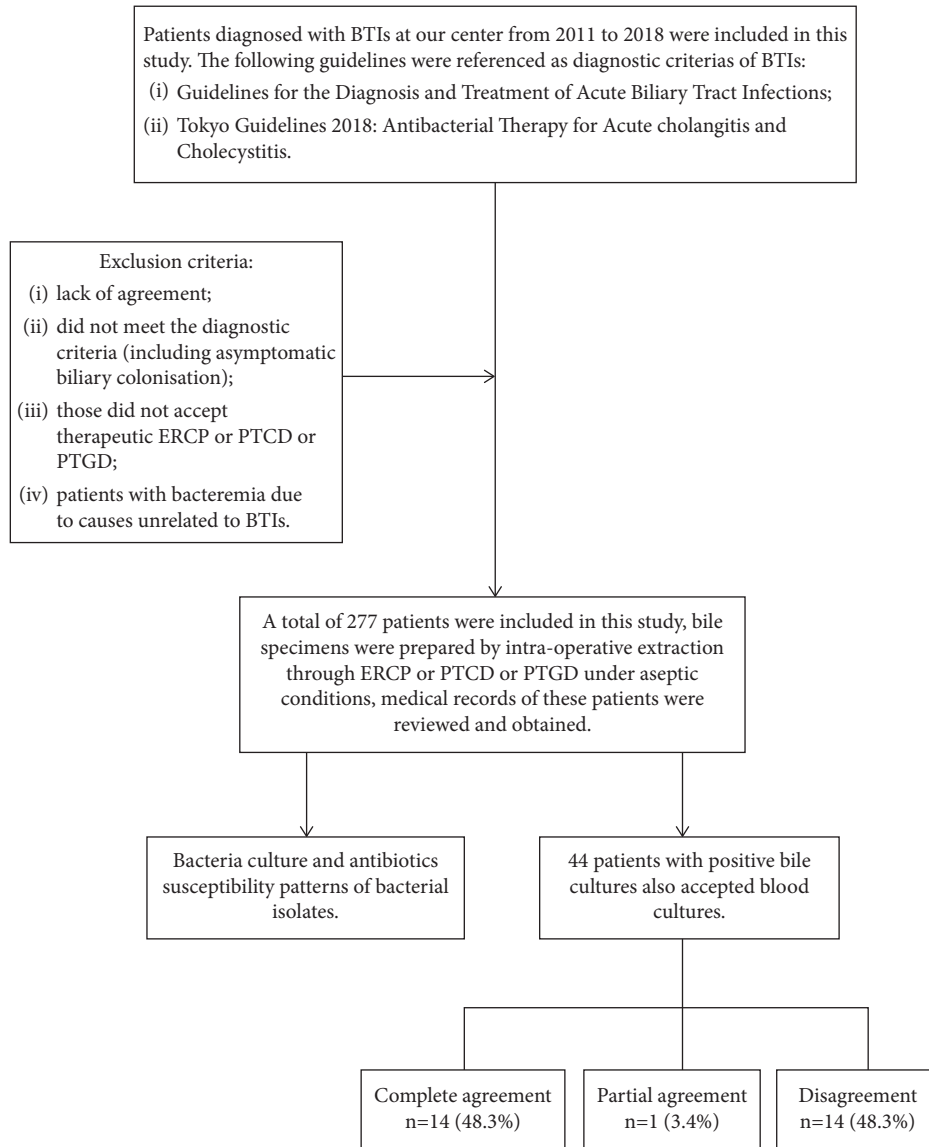 Patients diagnosed with BTIs at our center from 2011 to 2018 were included in this
study. The following guidelines were referenced as diagnostic criterias of BTIs:
(i) Guidelines for the Diagnosis and Treatment of Acute Biliary Tract Infections;
(ii) Tokyo Guidelines 2018: Antibacterial Therapy for Acute cholangitis and
Cholecystitis.
Exclusion criteria:
(i) lack of agreement;
(ii) did not meet the diagnostic
criteria (including asymptomatic
biliary colonisation);
(iii) those did not accept
therapeutic ERCP or PTCD or
PTGD;
(iv) patients with bacteremia due
to causes unrelated to BTIs.
A total of 277 patients were included in this study, bile
specimens were prepared by intra-operative extraction
through ERCP or PTCD or PTGD under aseptic
conditions, medical records of these patients were
reviewed and obtained.
Bacteria culture and antibiotics
susceptibility patterns of bacterial
isolates.
44 patients with positive bile
cultures also accepted blood
cultures.
Complete agreement
n=14 (48.3%)
Partial agreement
n=1 (3.4%)
Disagreement
n=14 (48.3%)